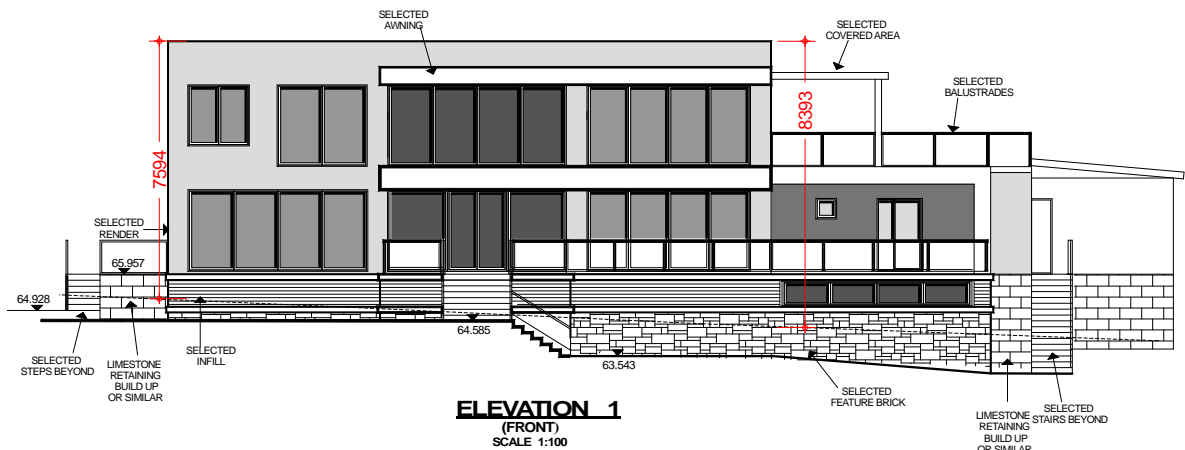 SELECTED
AWNING
SELECTED
COVERED AREA
SELECTED
BALUSTRADES
7594
8393
SELECTED
RENDER
65.957
64.928
64.585
63.543
SELECTED
STEPS BEYOND
LIMESTONE
RETAINING
BUILD UP
OR SIMILAR
SELECTED
INFILL
SELECTED
FEATURE BRICK
LIMESTONE
RETAINING
BUILD UP
OR SIMILAR
SELECTED
STAIRS BEYOND
ELEVATION 1
(FRONT)
SCALE 1:100